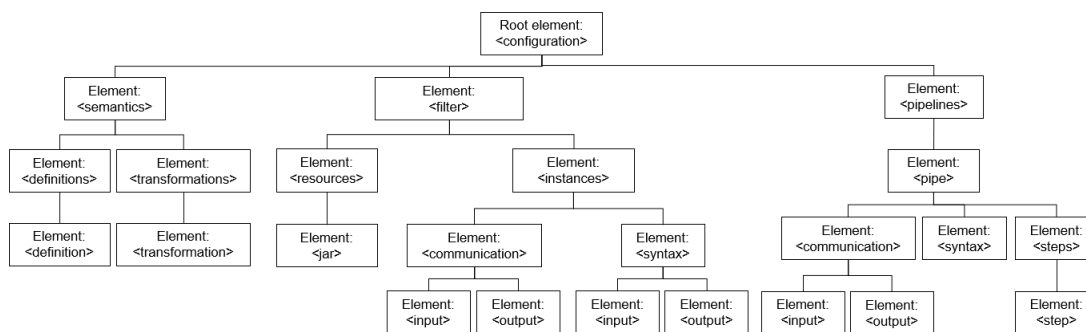 Root element:
<configuration>
Element:
<semantics>
Element:
<filter>
Element:
<pipelines>
Element:
<definitions>
Element:
<transformations>
Element:
<resources>
Element:
<instances>
Element:
<pipe>
Element:
<definition>
Element:
<transformation>
Element:
<jar>
Element:
<communication>
Element:
<syntax>
Element:
<communication>
Element:
<syntax>
Element:
<steps>
Element:
<input>
Element:
<output>
Element:
<input>
Element:
<output>
Element:
<input>
Element:
<output>
Element:
<step>